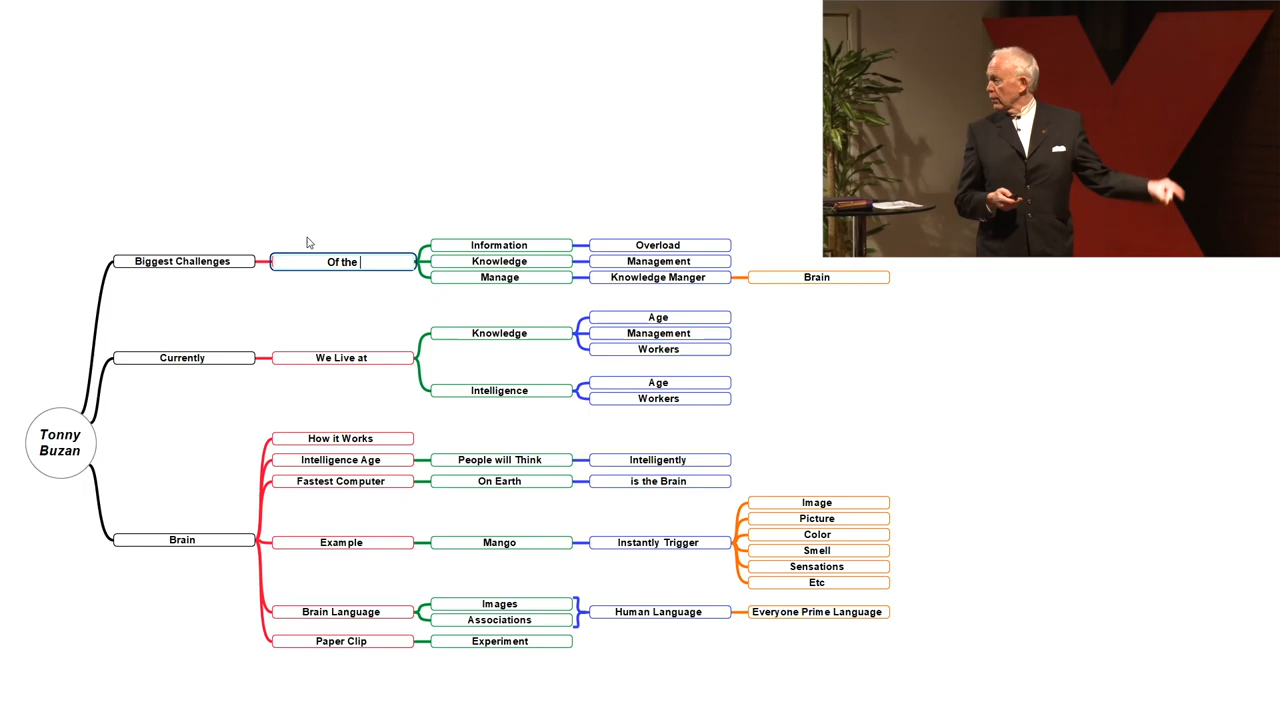 Tonny
Buzan
Biggest Challenges
Of the
Information
Overload
Knowledge
Management
Manage
Knowledge Manger
Brain
Currently
We Live at
Knowledge
Age
Management
Workers
Intelligence
Age
Workers
Brain
How it Works
Intelligence Age
People will Think
Intelligently
Fastest Computer
On Earth
is the Brain
Example
Mango
Instantly Trigger
Image
Picture
Color
Smell
Sensations
Etc
Brain Language
Images
Associations
Human Language
Everyone Prime Language
Paper Clip
Experiment